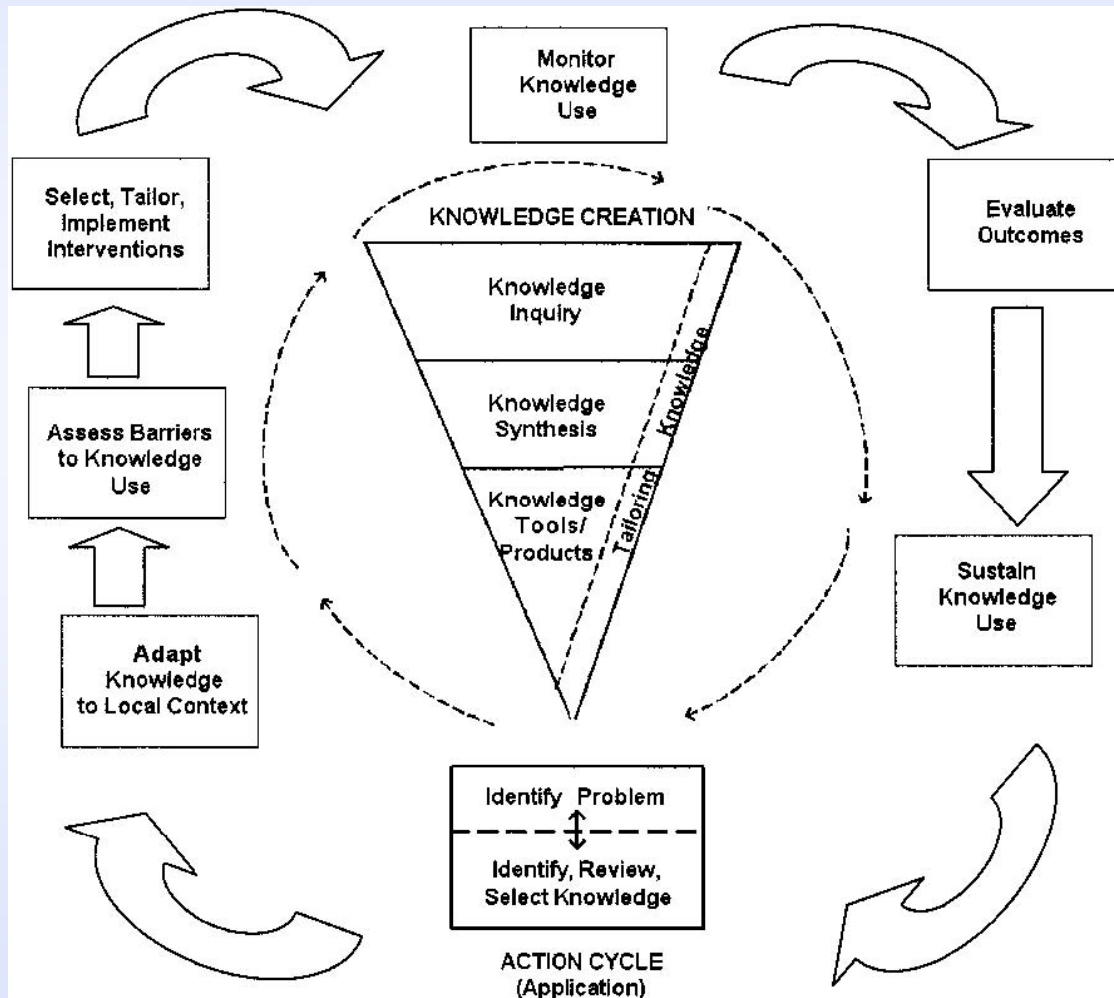 Monitor
Knowledge
Use
Select, Tailor,
Implement
Interventions
Evaluate
Outcomes
KNOWLEDGE CREATION
Knowledge
Inquiry
Knowledge
Synthesis
Knowledge
Tools/
Products
Tailoring Knowledge
Assess Barriers
to Knowledge
Use
Sustain
Knowledge
Use
Adapt
Knowledge
to Local Context
Identify Problem
Identify, Review,
Select Knowledge
ACTION CYCLE
(Application)